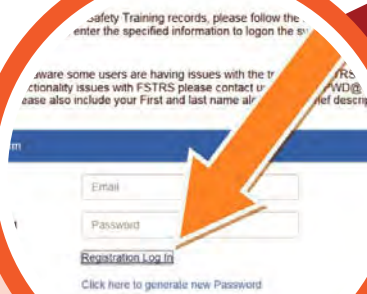 Safety Training records, please follow the
enter the specified information to logon the
aware some users are having issues with the
ctionality issues with FSTRS please contact
ease also include your First and last name
Email
Password
Registration Log In
Click here to generate new Password